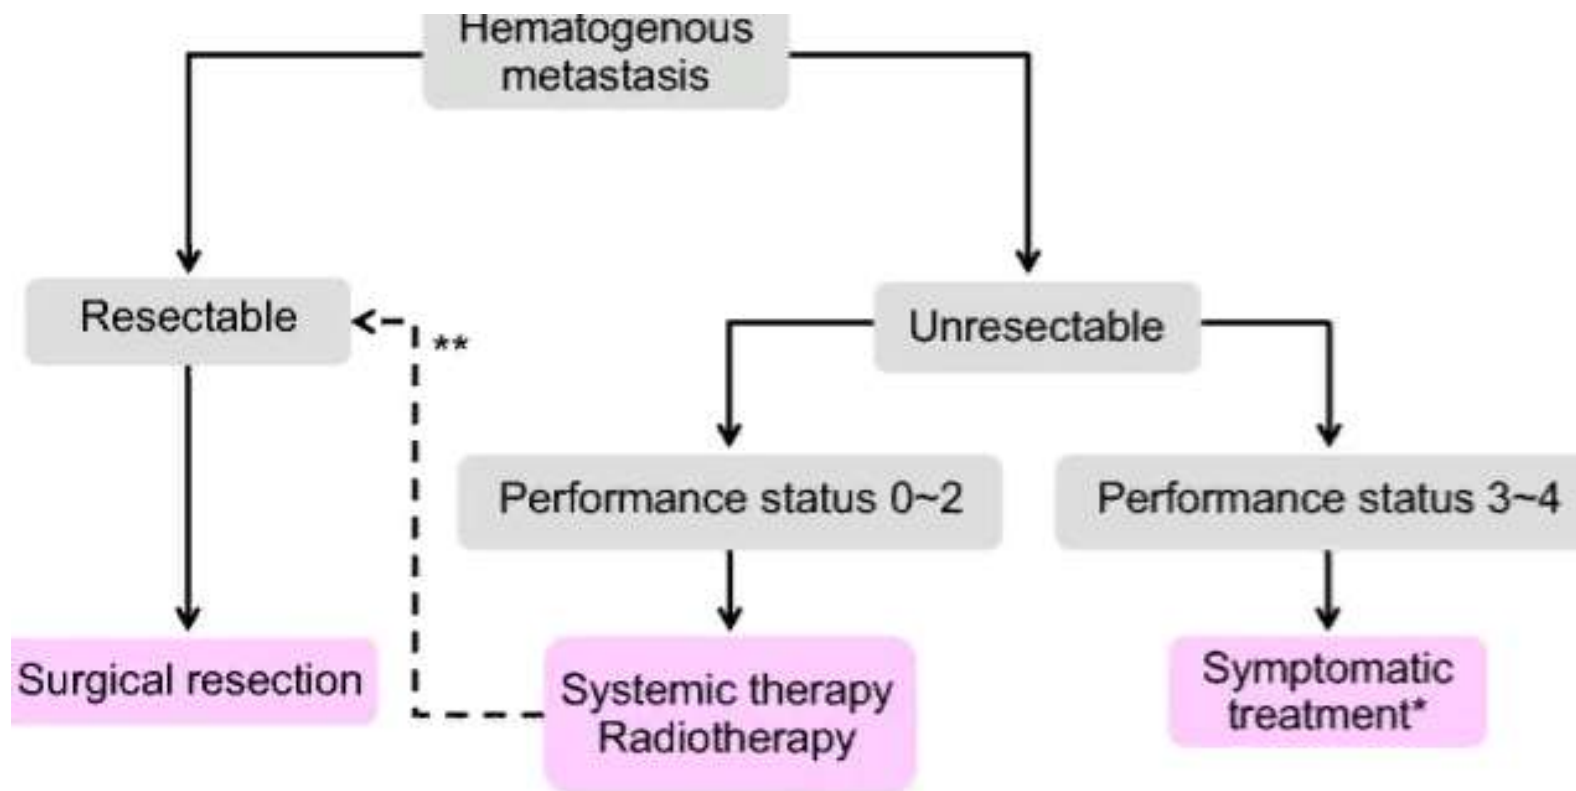 Hematogenous
metastasis
Resectable
**
Unresectable
Performance status 0~2
Performance status 3~4
Surgical resection
Systemic therapy
Radiotherapy
Symptomatic
treatment*